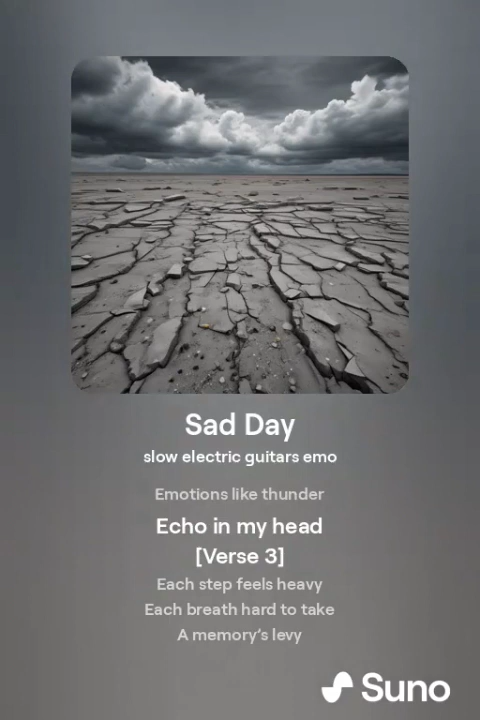 Sad Day
slow electric guitars emo
Emotions like thunder
Echo in my head
[Verse 3]
Each step feels heavy
Each breath hard to take
A memory's levy
Suno